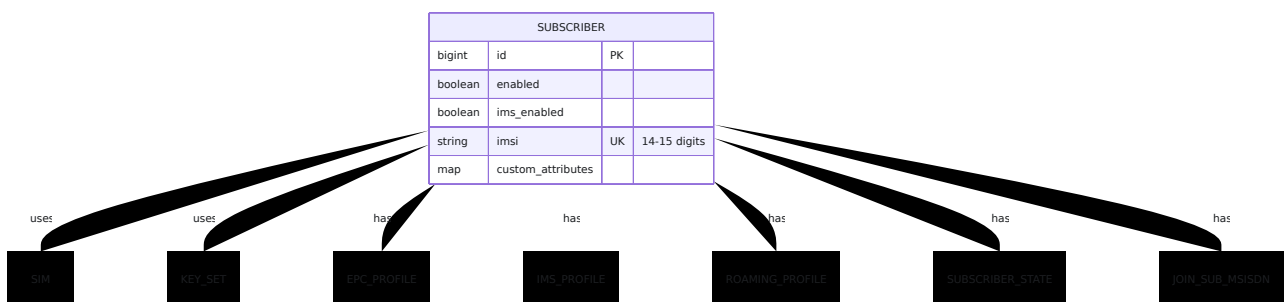 SUBSCRIBER
bigint id PK
boolean enabled
boolean ims_enabled
string imsi UK 14-15 digits
map custom_attributes
uses uses has has has has has
SIM KEY_SET EPC_PROFILE IMS_PROFILE ROAMING_PROFILE SUBSCRIBER_STATE JOIN_SUB_MSISDN